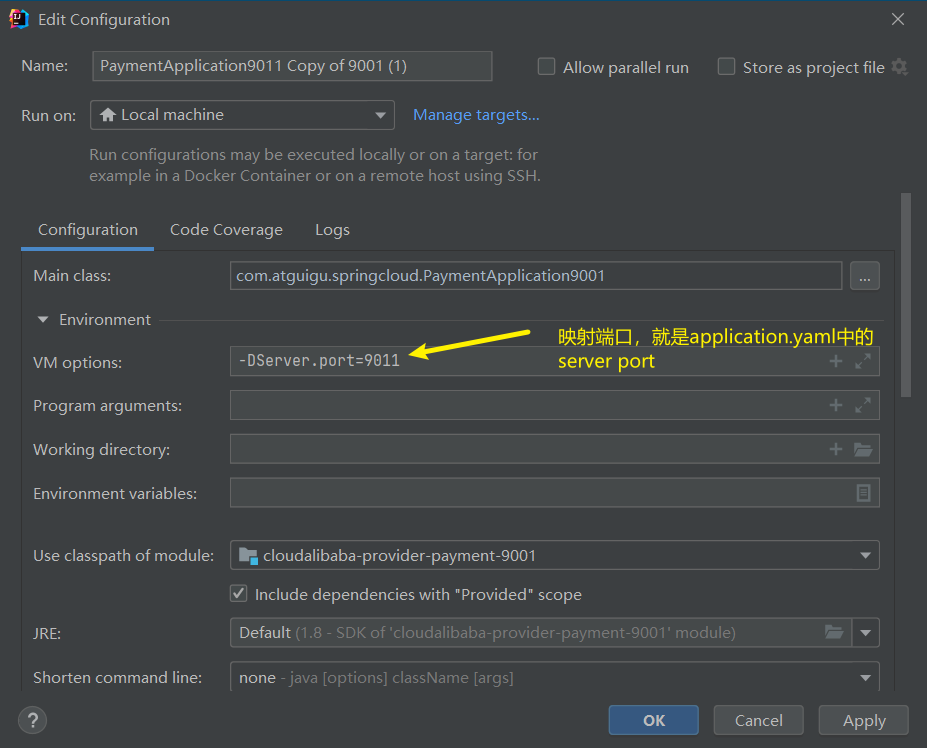 Edit Configuration
Name:
PaymentApplication9011 Copy of 9001 (1)
Allow parallel run
Store as project file
Run on:
Local machine
Manage targets...
Run configurations may be executed locally or on a target: for
example in a Docker Container or on a remote host using SSH.
Configuration
Code Coverage
Logs
Main class:
com.atguigu.springcloud.PaymentApplication9001
...
Environment
映射端口，就是application.yaml中的
server port
VM options:
-DServer.port=9011
Program arguments:
Working directory:
Environment variables:
Use classpath of module:
cloudalibaba-provider-payment-9001
Include dependencies with "Provided" scope
JRE:
Default (1.8 - SDK of 'cloudalibaba-provider-payment-9001' module)
Shorten command line:
none - java [options] className [args]
?
OK
Cancel
Apply